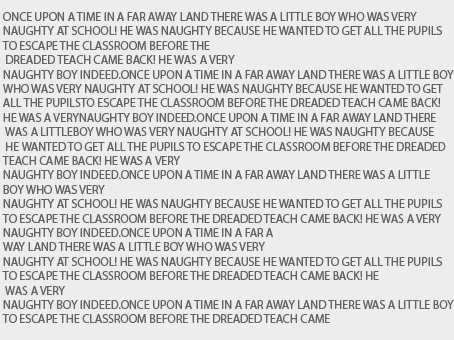 ONCE UPON A TIME IN A FAR AWAY LAND THERE WAS A LITTLE BOY WHO WAS VERY
NAUGHTY AT SCHOOL! HE WAS NAUGHTY BECAUSE HE WANTED TO GET ALL THE PUPILS
TO ESCAPE THE CLASSROOM BEFORE THE
DREADED TEACH CAME BACK! HE WAS A VERY
NAUGHTY BOY INDEED.ONCE UPON A TIME IN A FAR AWAY LAND THERE WAS A LITTLE BOY
WHO WAS VERY NAUGHTY AT SCHOOL! HE WAS NAUGHTY BECAUSE HE WANTED TO GET
ALL THE PUPILSTO ESCAPE THE CLASSROOM BEFORE THE DREADED TEACH CAME BACK!
HE WAS A VERYNAUGHTY BOY INDEED.ONCE UPON A TIME IN A FAR AWAY LAND THERE
WAS A LITTLEBOY WHO WAS VERY NAUGHTY AT SCHOOL! HE WAS NAUGHTY BECAUSE
HE WANTED TO GET ALL THE PUPILS TO ESCAPE THE CLASSROOM BEFORE THE DREADED
TEACH CAME BACK! HE WAS A VERY
NAUGHTY BOY INDEED.ONCE UPON A TIME IN A FAR AWAY LAND THERE WAS A LITTLE
BOY WHO WAS VERY
NAUGHTY AT SCHOOL! HE WAS NAUGHTY BECAUSE HE WANTED TO GET ALL THE PUPILS
TO ESCAPE THE CLASSROOM BEFORE THE DREADED TEACH CAME BACK! HE WAS A VERY
NAUGHTY BOY INDEED.ONCE UPON A TIME IN A FAR A
WAY LAND THERE WAS A LITTLE BOY WHO WAS VERY
NAUGHTY AT SCHOOL! HE WAS NAUGHTY BECAUSE HE WANTED TO GET ALL THE PUPILS
TO ESCAPE THE CLASSROOM BEFORE THE DREADED TEACH CAME BACK! HE
WAS A VERY
NAUGHTY BOY INDEED.ONCE UPON A TIME IN A FAR AWAY LAND THERE WAS A LITTLE BOY
TO ESCAPE THE CLASSROOM BEFORE THE DREADED TEACH CAME